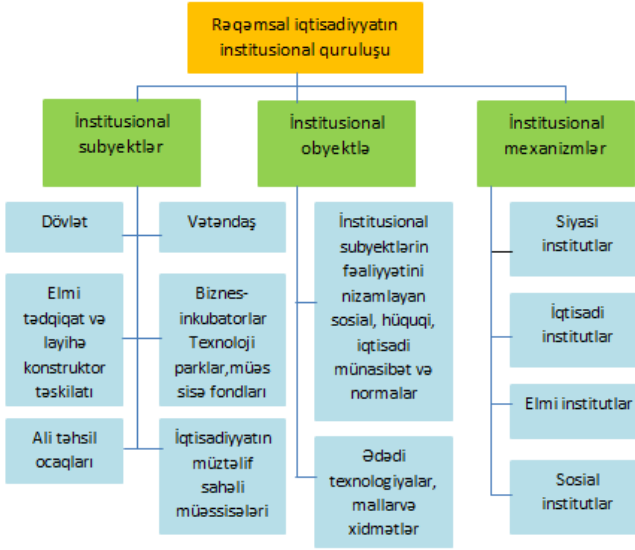 Rəqəmsal iqtisadiyyatın
institusional quruluşu
İnstitusional
subyektlər
İnstitusional
obyektlə
İnstitusional
mexanizmlər
Dövlət
Vətəndaş
Elmi
tədqiqat və
layihə
konstruktor
təskilatı
Biznes-
inkubatorlar
Texnoloji
parklar,müəs
sisə fondları
Ali təhsil
ocaqları
İqtisadiyyatın
müztəlif
sahəli
müəssisələri
İnstitusional
subyektlərin
fəaliyyətini
nizamlayan
sosial, hüquqi,
iqtisadi
münasibət və
normalar
Ədədi
texnologiyalar,
mallarvə
xidmətlər
Siyasi
institutlar
İqtisadi
institutlar
Elmi institutlar
Sosial
institutlar